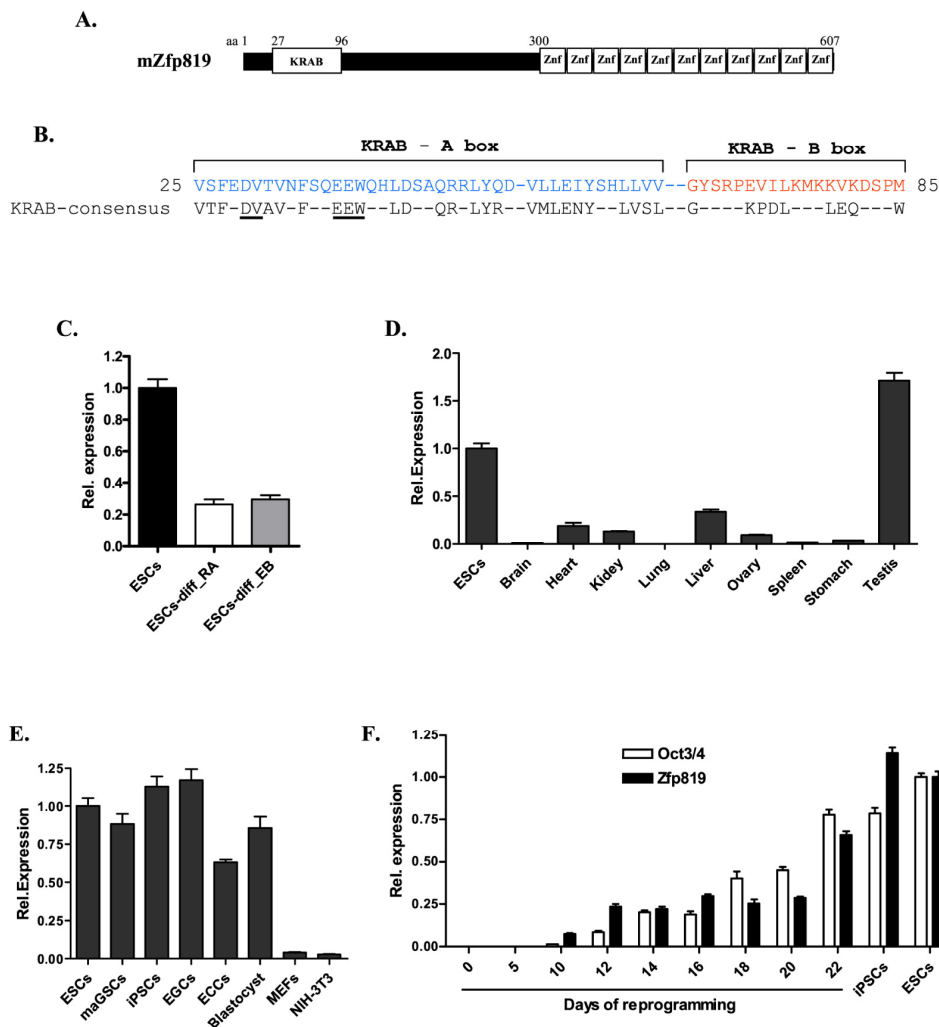 A.
aa 1 27 96 300 607
mZfp819 KRAB Znf Znf Znf Znf Znf Znf Znf Znf Znf Znf Znf
B.
KRAB - A box KRAB - B box
25 VSFEDVTVNFSQEEWQHLDSAQRRLYQD-VLLEIYSHLLVV--GYSRPEVILKMKKVKDSPM 85
KRAB-consensus VTF-DVAV-F--EEW--LD--QR-LYR--VMLENY--LVSL--G----KPDL---LEQ---W
C.
Rel. expression
1.2
1.0
0.8
0.6
0.4
0.2
0.0
ESCs ESCs-diff_RA ESCs-diff_EB
D.
Rel.Expression
2.0
1.5
1.0
0.5
0.0
ESCs Brain Heart Kidey Lung Liver Ovary Spleen Stomach Testis
E.
Rel.Expression
1.25
1.00
0.75
0.50
0.25
0.00
ESCs maGSCs iPSCs EGCs ECCs Blastocyst MEFs NIH-3T3
F.
Rel. expression
1.25
1.00
0.75
0.50
0.25
0.00
Oct3/4
Zfp819
0 5 10 12 14 16 18 20 22 iPSCs ESCs
Days of reprogramming